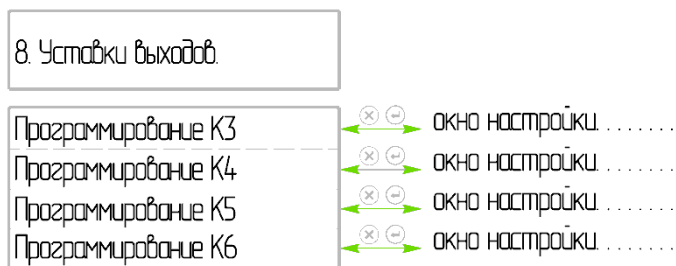 8. Уставки выходов.
Программирование К3 окно настройки. . . . . . . .
Программирование К4 окно настройки. . . . . . . .
Программирование К5 окно настройки. . . . . . . .
Программирование К6 окно настройки. . . . . . . .